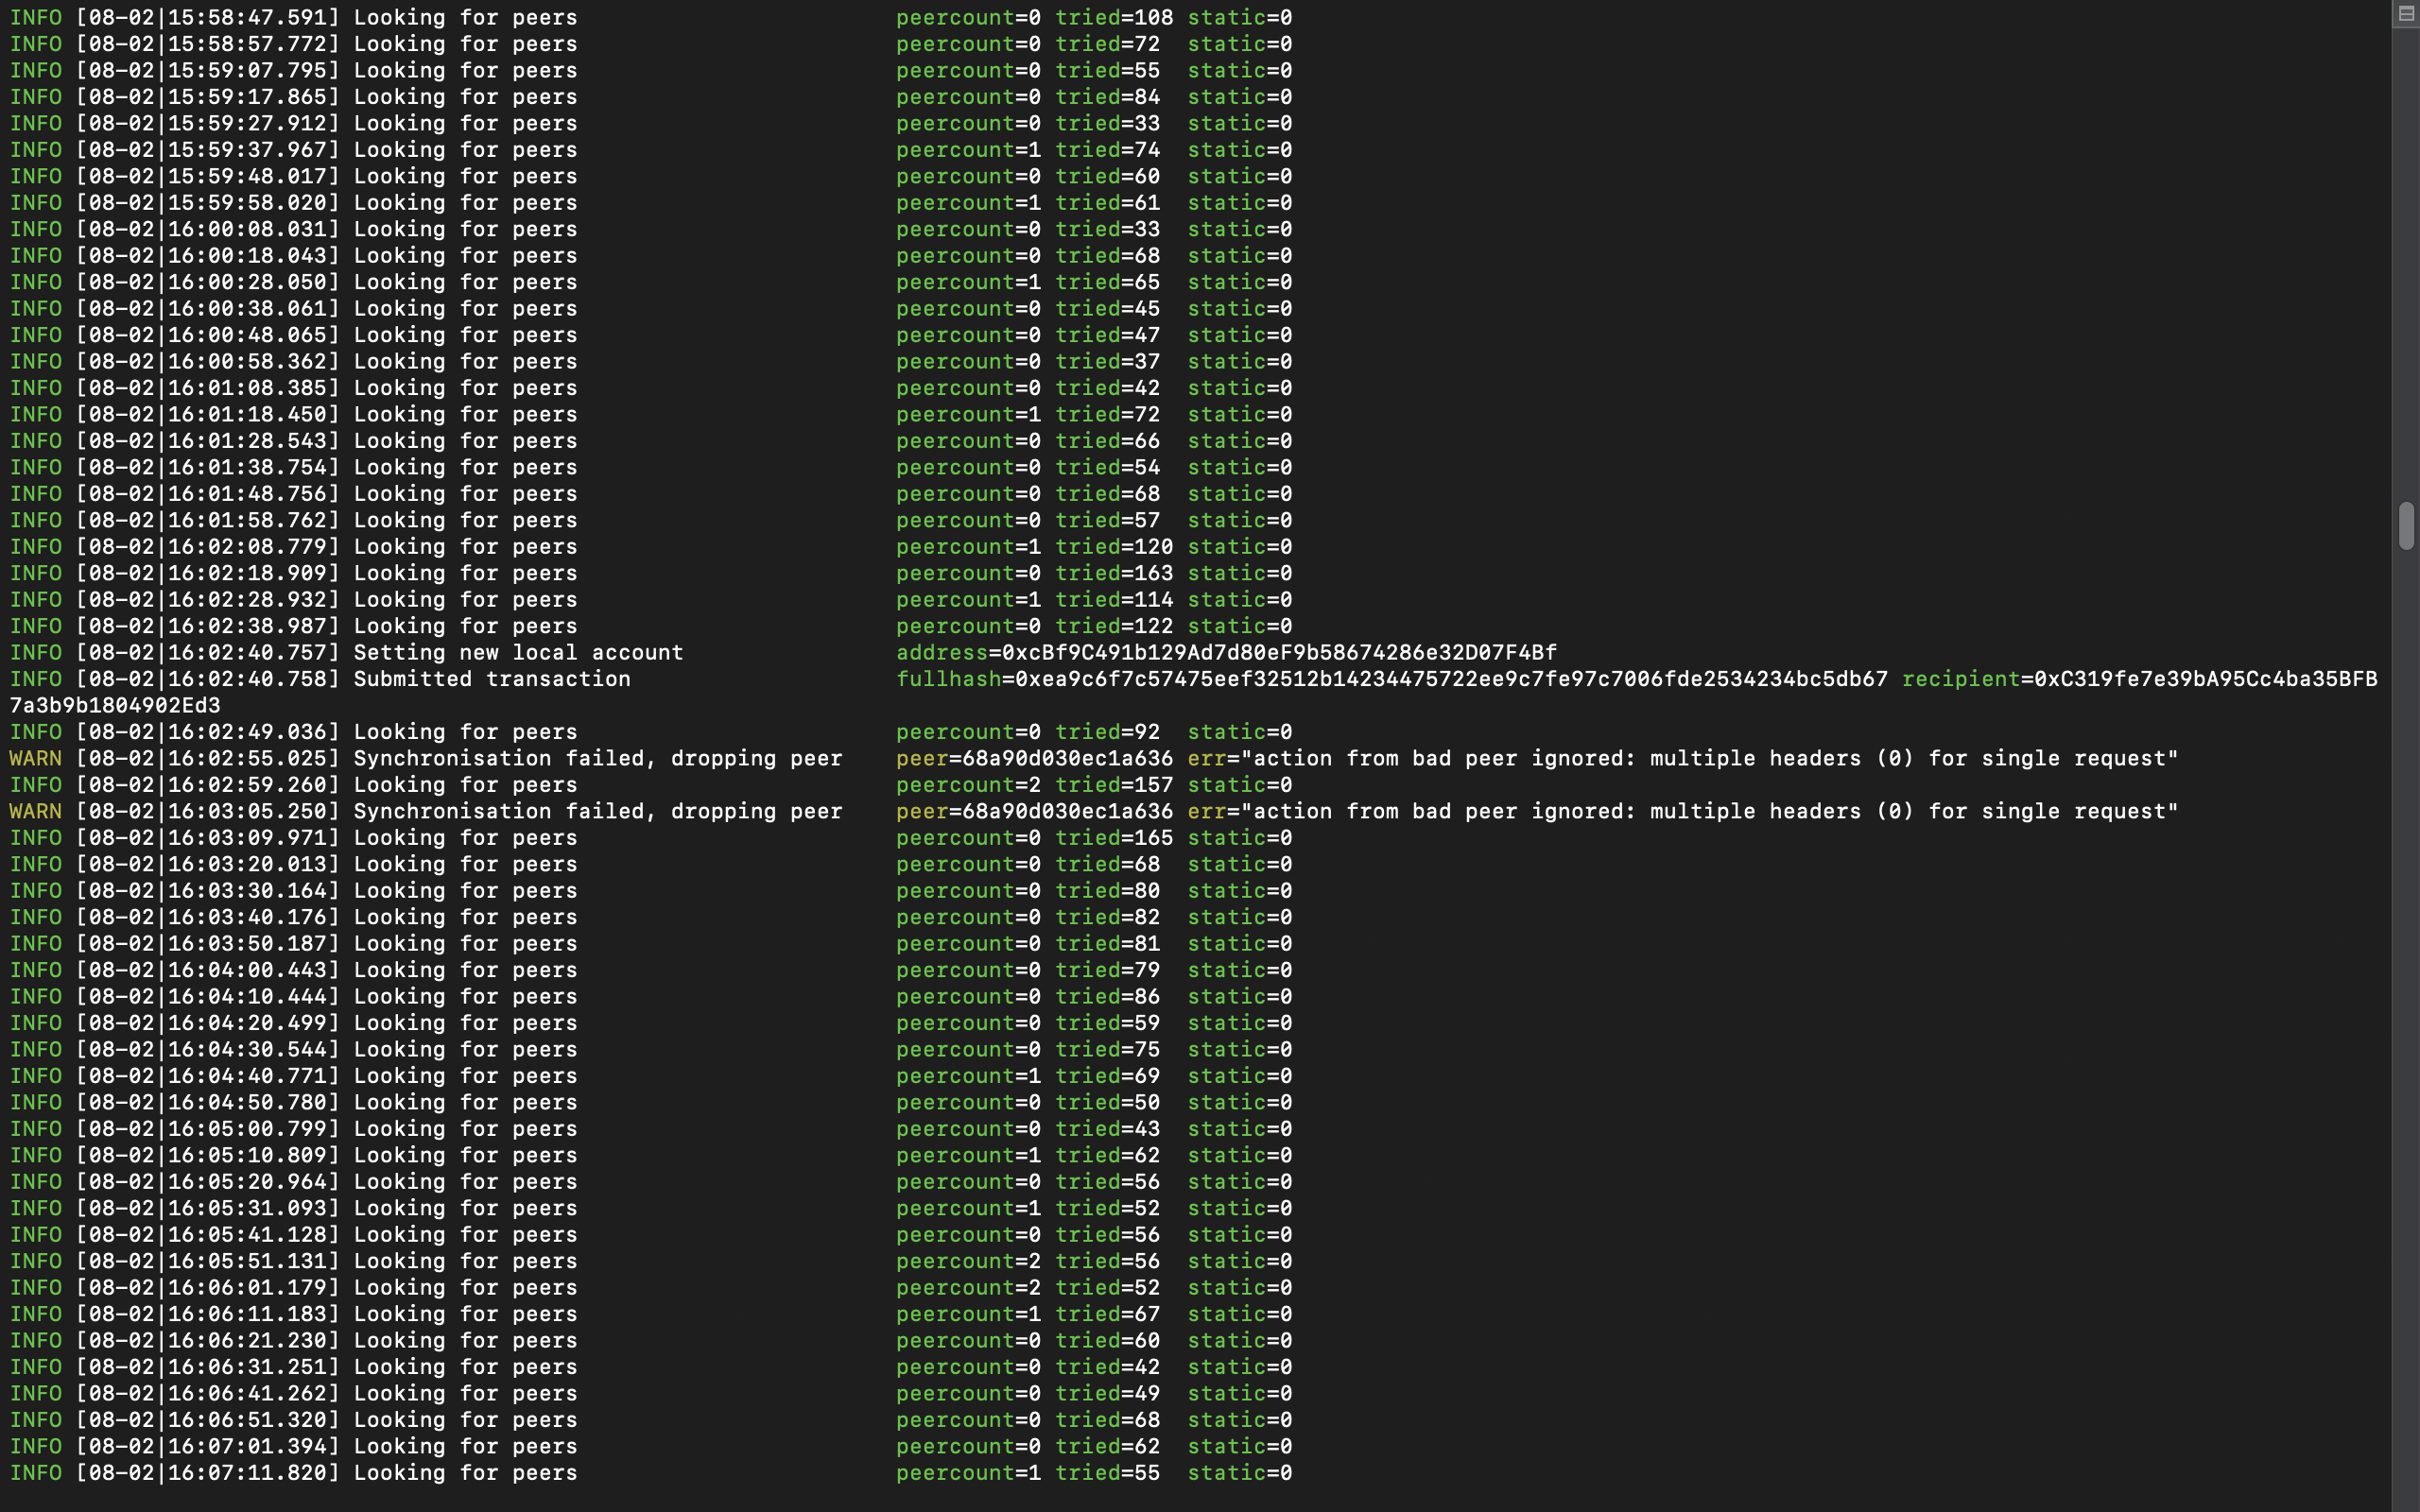 INFO [08-02|15:58:47.591] Looking for peers peercount=0 tried=108 static=0
INFO [08-02|15:58:57.772] Looking for peers peercount=0 tried=72 static=0
INFO [08-02|15:59:07.795] Looking for peers peercount=0 tried=55 static=0
INFO [08-02|15:59:17.865] Looking for peers peercount=0 tried=84 static=0
INFO [08-02|15:59:27.912] Looking for peers peercount=0 tried=33 static=0
INFO [08-02|15:59:37.967] Looking for peers peercount=1 tried=74 static=0
INFO [08-02|15:59:48.017] Looking for peers peercount=0 tried=60 static=0
INFO [08-02|15:59:58.020] Looking for peers peercount=1 tried=61 static=0
INFO [08-02|16:00:08.031] Looking for peers peercount=0 tried=33 static=0
INFO [08-02|16:00:18.043] Looking for peers peercount=0 tried=68 static=0
INFO [08-02|16:00:28.050] Looking for peers peercount=1 tried=65 static=0
INFO [08-02|16:00:38.061] Looking for peers peercount=0 tried=45 static=0
INFO [08-02|16:00:48.065] Looking for peers peercount=0 tried=47 static=0
INFO [08-02|16:00:58.362] Looking for peers peercount=0 tried=37 static=0
INFO [08-02|16:01:08.385] Looking for peers peercount=0 tried=42 static=0
INFO [08-02|16:01:18.450] Looking for peers peercount=1 tried=72 static=0
INFO [08-02|16:01:28.543] Looking for peers peercount=0 tried=66 static=0
INFO [08-02|16:01:38.754] Looking for peers peercount=0 tried=54 static=0
INFO [08-02|16:01:48.756] Looking for peers peercount=0 tried=68 static=0
INFO [08-02|16:01:58.762] Looking for peers peercount=0 tried=57 static=0
INFO [08-02|16:02:08.779] Looking for peers peercount=1 tried=120 static=0
INFO [08-02|16:02:18.909] Looking for peers peercount=0 tried=163 static=0
INFO [08-02|16:02:28.932] Looking for peers peercount=1 tried=114 static=0
INFO [08-02|16:02:38.987] Looking for peers peercount=0 tried=122 static=0
INFO [08-02|16:02:40.757] Setting new local account address=0xcBf9C491b129Ad7d80eF9b58674286e32D07F4Bf
INFO [08-02|16:02:40.758] Submitted transaction fullhash=0xea9c6f7c57475eef32512b14234475722ee9c7fe97c7006fde2534234bc5db67 recipient=0xC319fe7e39bA95Cc4ba35BFB
7a3b9b1804902Ed3
INFO [08-02|16:02:49.036] Looking for peers peercount=0 tried=92 static=0
WARN [08-02|16:02:55.025] Synchronisation failed, dropping peer peer=68a90d030ec1a636 err="action from bad peer ignored: multiple headers (0) for single request"
INFO [08-02|16:02:59.260] Looking for peers peercount=2 tried=157 static=0
WARN [08-02|16:03:05.250] Synchronisation failed, dropping peer peer=68a90d030ec1a636 err="action from bad peer ignored: multiple headers (0) for single request"
INFO [08-02|16:03:09.971] Looking for peers peercount=0 tried=165 static=0
INFO [08-02|16:03:20.013] Looking for peers peercount=0 tried=68 static=0
INFO [08-02|16:03:30.164] Looking for peers peercount=0 tried=80 static=0
INFO [08-02|16:03:40.176] Looking for peers peercount=0 tried=82 static=0
INFO [08-02|16:03:50.187] Looking for peers peercount=0 tried=81 static=0
INFO [08-02|16:04:00.443] Looking for peers peercount=0 tried=79 static=0
INFO [08-02|16:04:10.444] Looking for peers peercount=0 tried=86 static=0
INFO [08-02|16:04:20.499] Looking for peers peercount=0 tried=59 static=0
INFO [08-02|16:04:30.544] Looking for peers peercount=0 tried=75 static=0
INFO [08-02|16:04:40.771] Looking for peers peercount=1 tried=69 static=0
INFO [08-02|16:04:50.780] Looking for peers peercount=0 tried=50 static=0
INFO [08-02|16:05:00.799] Looking for peers peercount=0 tried=43 static=0
INFO [08-02|16:05:10.809] Looking for peers peercount=1 tried=62 static=0
INFO [08-02|16:05:20.964] Looking for peers peercount=0 tried=56 static=0
INFO [08-02|16:05:31.093] Looking for peers peercount=1 tried=52 static=0
INFO [08-02|16:05:41.128] Looking for peers peercount=0 tried=56 static=0
INFO [08-02|16:05:51.131] Looking for peers peercount=2 tried=56 static=0
INFO [08-02|16:06:01.179] Looking for peers peercount=2 tried=52 static=0
INFO [08-02|16:06:11.183] Looking for peers peercount=1 tried=67 static=0
INFO [08-02|16:06:21.230] Looking for peers peercount=0 tried=60 static=0
INFO [08-02|16:06:31.251] Looking for peers peercount=0 tried=42 static=0
INFO [08-02|16:06:41.262] Looking for peers peercount=0 tried=49 static=0
INFO [08-02|16:06:51.320] Looking for peers peercount=0 tried=68 static=0
INFO [08-02|16:07:01.394] Looking for peers peercount=0 tried=62 static=0
INFO [08-02|16:07:11.820] Looking for peers peercount=1 tried=55 static=0